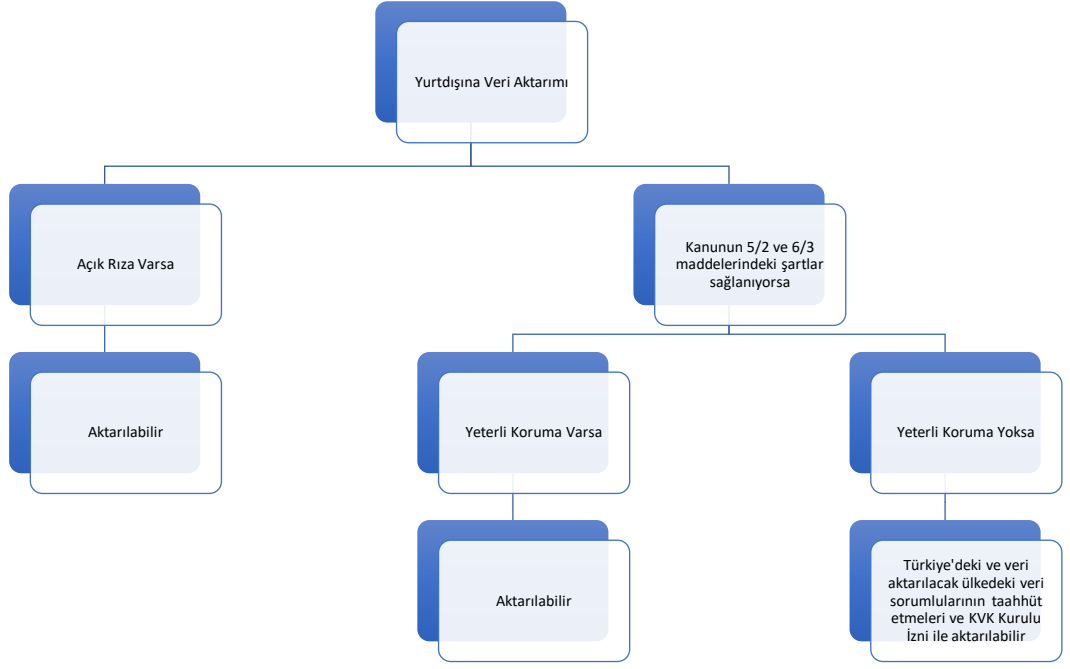 Yurtdışına Veri Aktarımı
Açık Rıza Varsa
Kanunun 5/2 ve 6/3
maddelerindeki şartlar
sağlanıyorsa
Aktarılabilir
Yeterli Koruma Varsa
Yeterli Koruma Yoksa
Aktarılabilir
Türkiye'deki ve veri
aktarılacak ülkedeki veri
sorumlularının taahhüt
etmeleri ve KVK Kurulu
İzni ile aktarılabilir